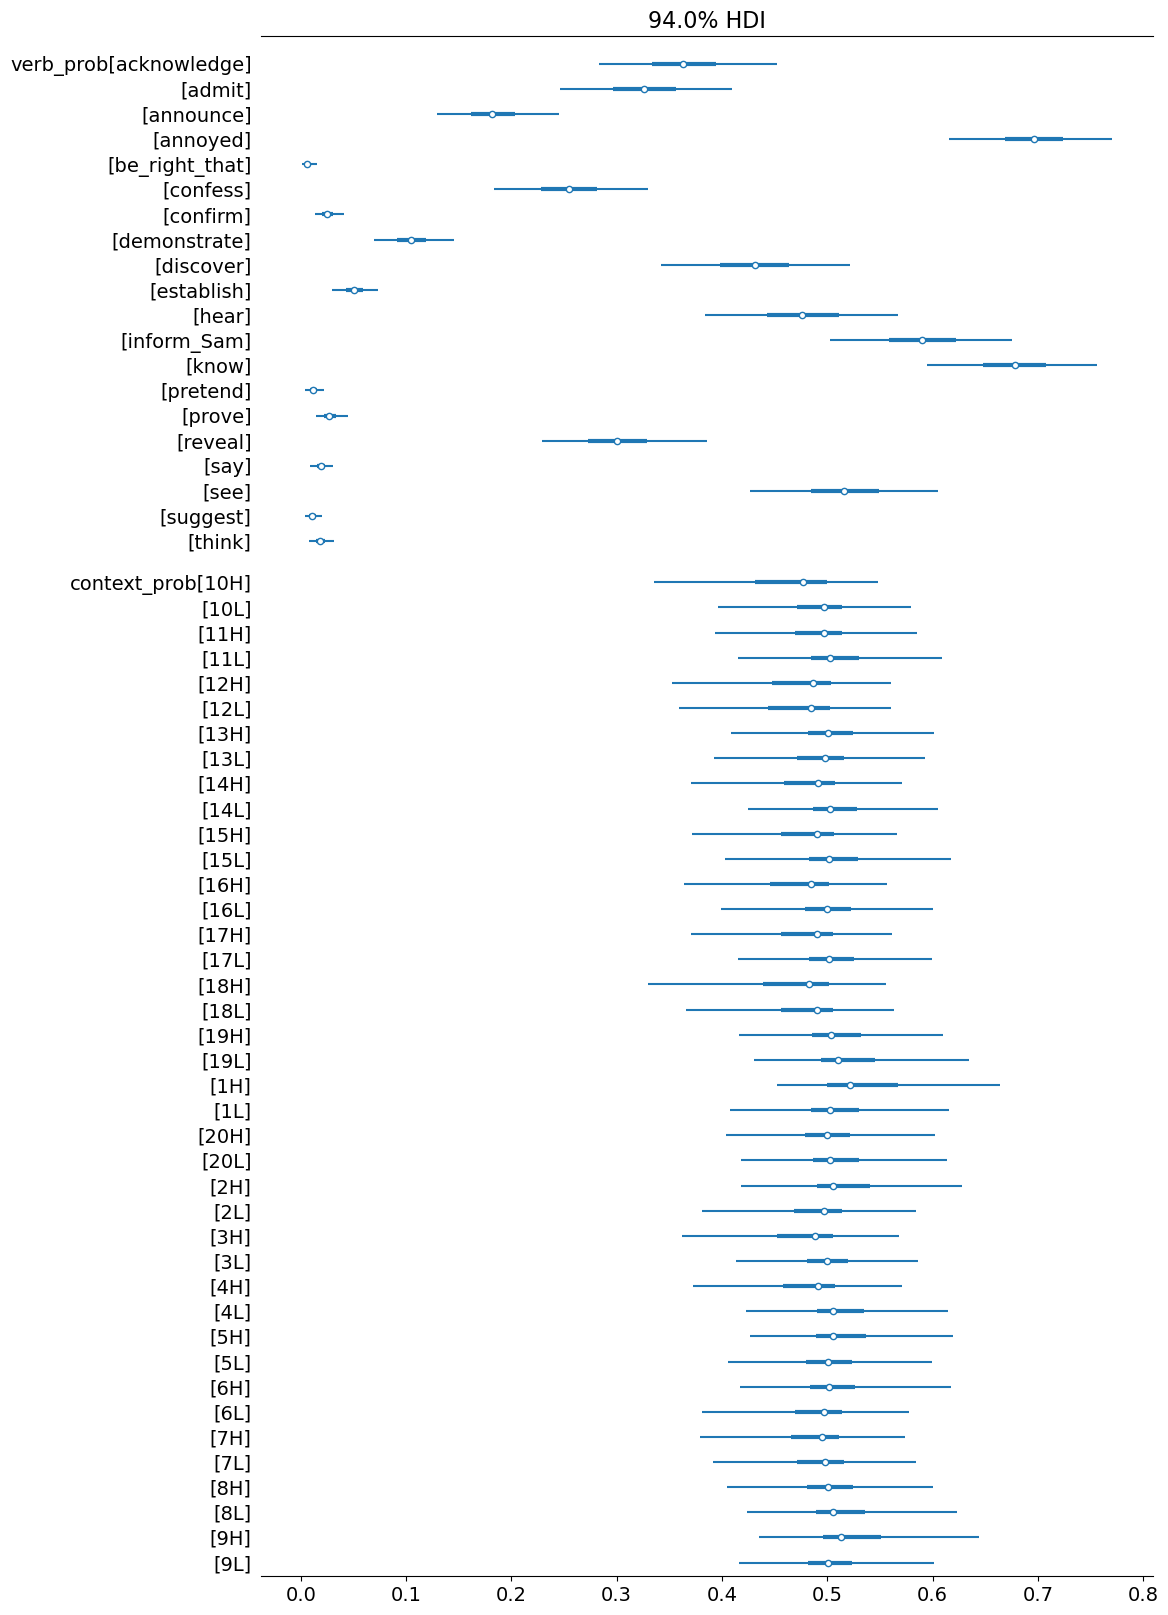 94.0% HDI
verb_prob[acknowledge]
[admit]
[announce]
[annoyed]
[be_right_that]
[confess]
[confirm]
[demonstrate]
[discover]
[establish]
[hear]
[inform_Sam]
[know]
[pretend]
[prove]
[reveal]
[say]
[see]
[suggest]
[think]
context_prob[10H]
[10L]
[11H]
[11L]
[12H]
[12L]
[13H]
[13L]
[14H]
[14L]
[15H]
[15L]
[16H]
[16L]
[17H]
[17L]
[18H]
[18L]
[19H]
[19L]
[1H]
[1L]
[20H]
[20L]
[2H]
[2L]
[3H]
[3L]
[4H]
[4L]
[5H]
[5L]
[6H]
[6L]
[7H]
[7L]
[8H]
[8L]
[9H]
[9L]
0.0 0.1 0.2 0.3 0.4 0.5 0.6 0.7 0.8